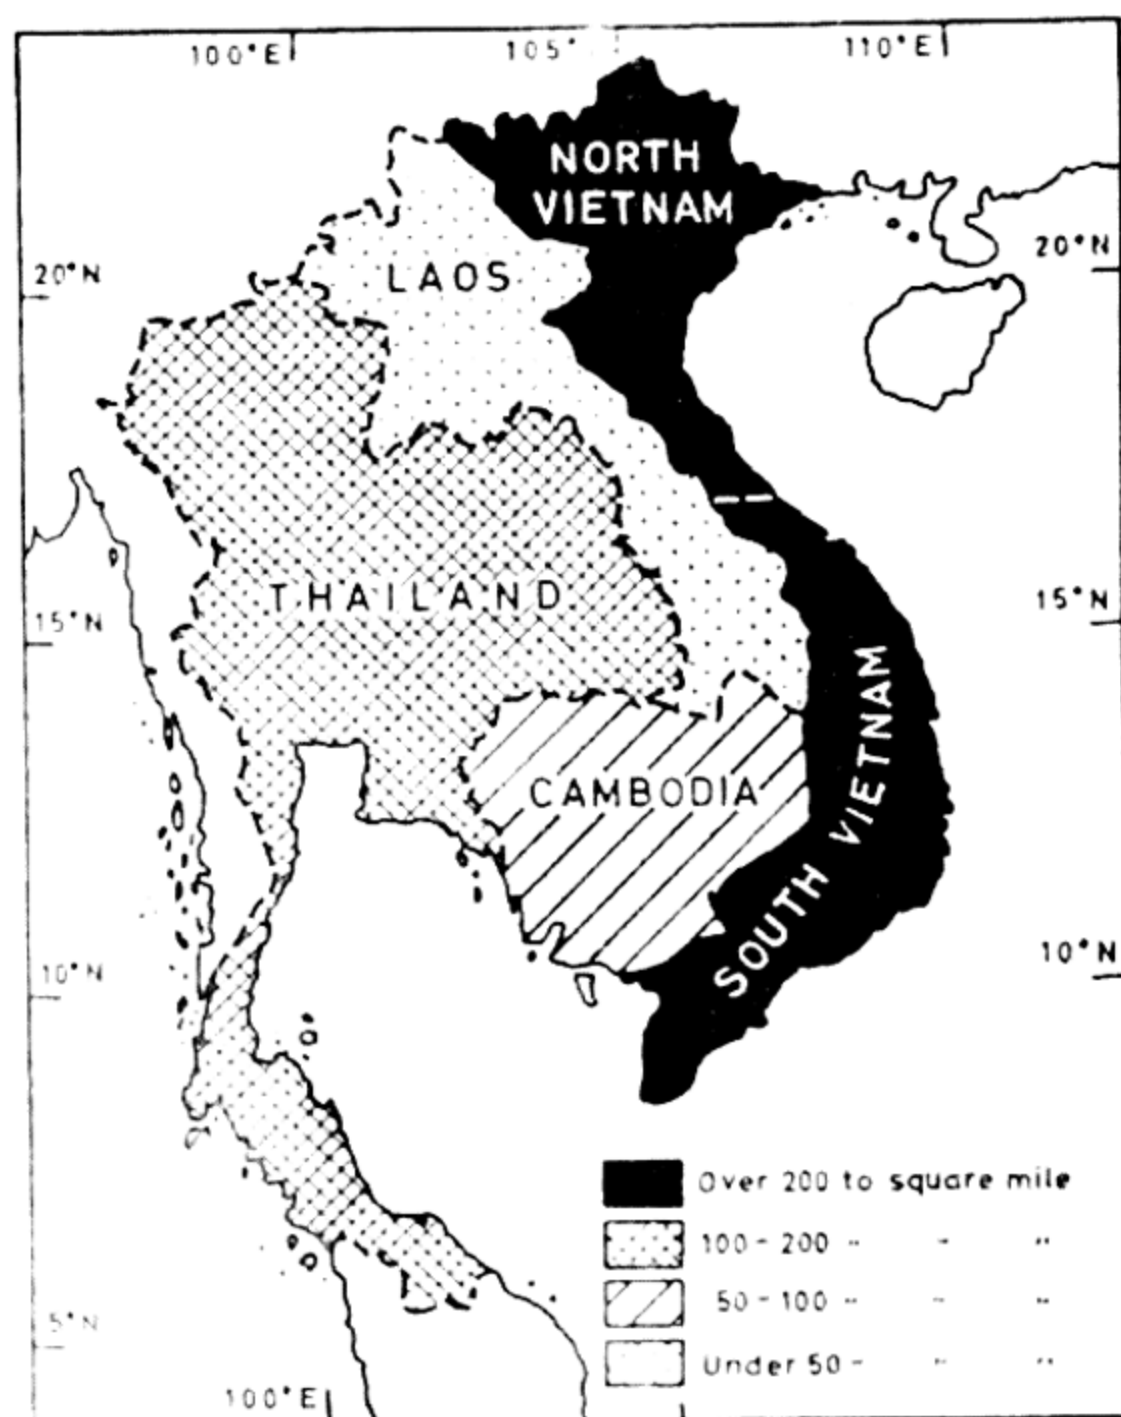 100°E 105° 110°E
NORTH
VIETNAM
LAOS
20°N 20°N
THAILAND
15°N 15°N
CAMBODIA
SOUTH VIETNAM
10°N 10°N
Over 200 to square mile
100-200 " " "
50-100 " " "
5°N
Under 50- " "
100°E